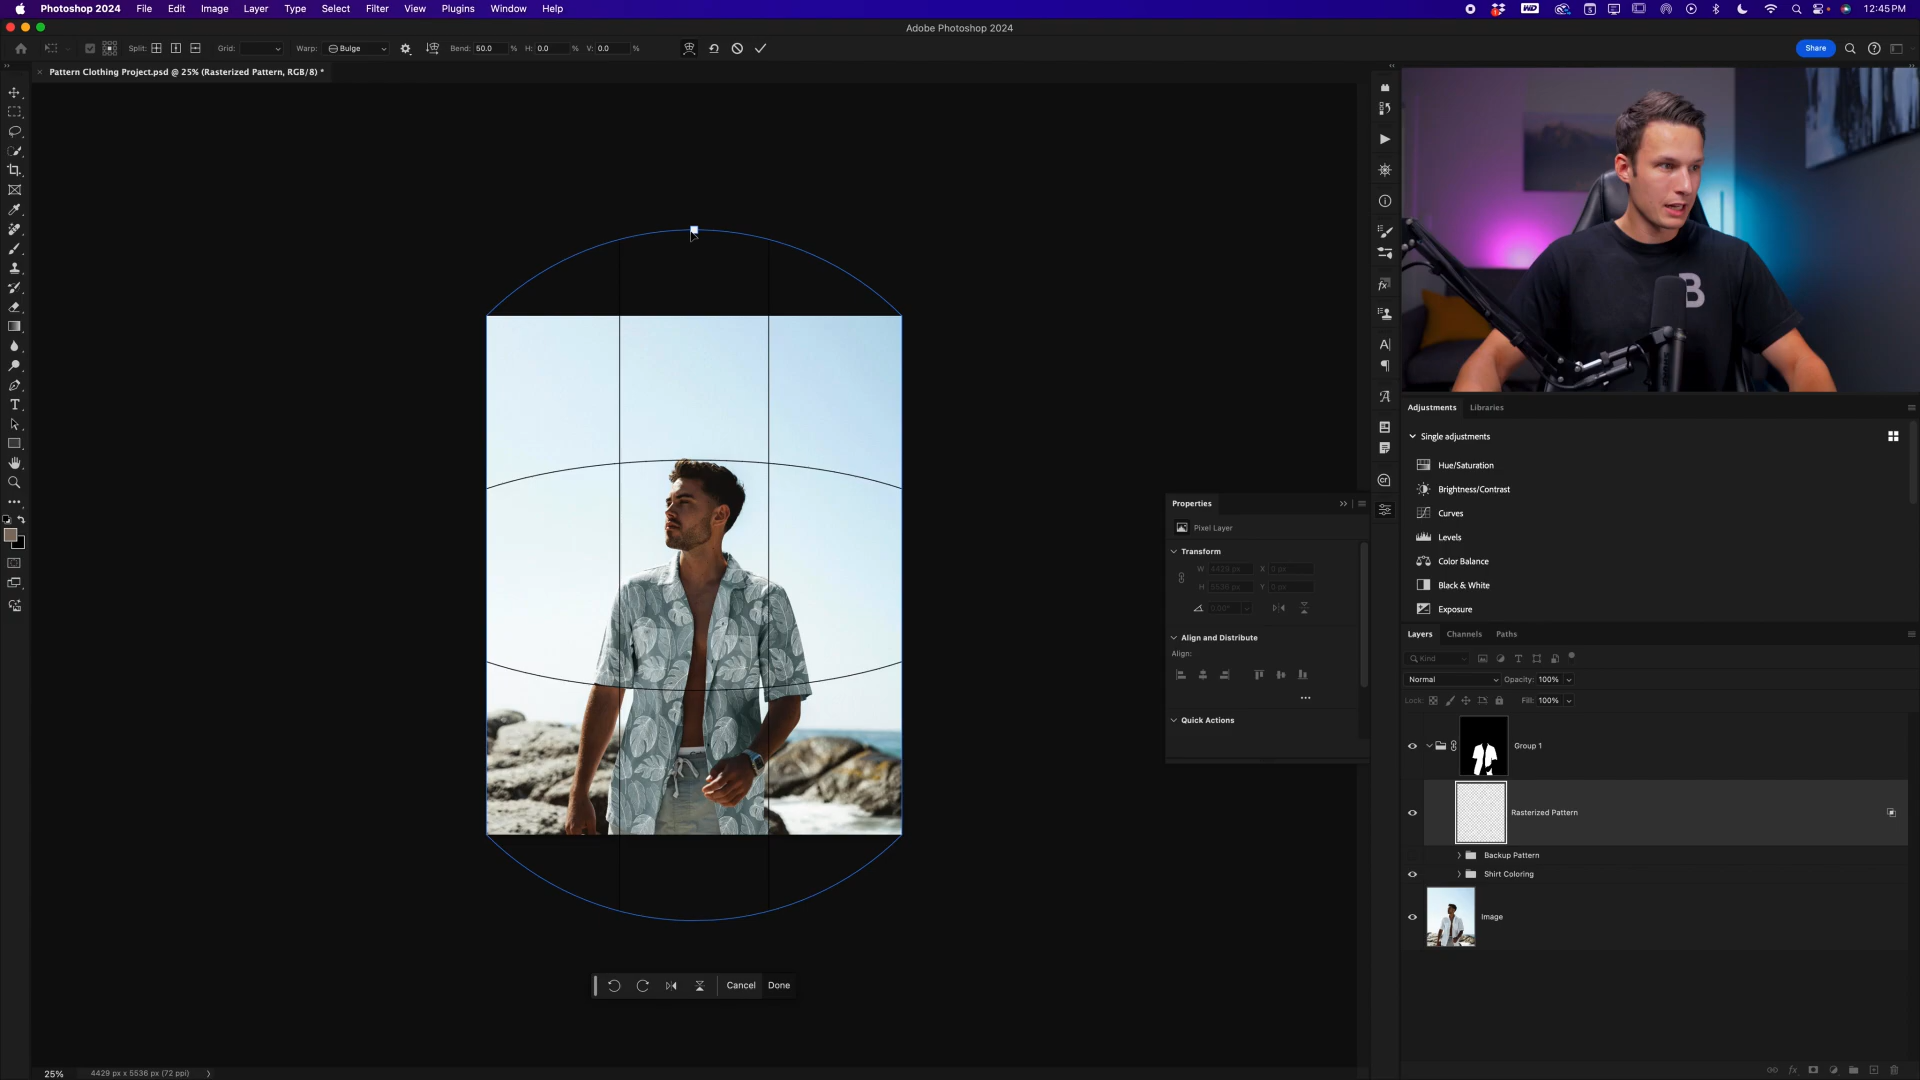 Photoshop 2024 File Edit Image Layer Type Select Filter View Plugins Window Help 12:45PM
Adobe Photoshop 2024
Split: Grid: Warp: Bulge Bend: 50.0 % H: 0.0 % V: 0.0 % Share
Pattern Clothing Project.psd @ 25% (Rasterized Pattern, RGB/8) *
B
Adjustments Libraries
Single adjustments
Hue/Saturation
Brightness/Contrast
Curves
Levels
Color Balance
Black & White
Exposure
Properties
Pixel Layer
Transform
W 4429 px X 0 px
H 5536 px Y 0 px
0.00°
Align and Distribute
Align:
Quick Actions
Layers Channels Paths
Kind
Normal Opacity: 100%
Lock: Fill: 100%
Group 1
Rasterized Pattern
Backup Pattern
Shirt Coloring
Image
Cancel Done
25% 4429 px x 5536 px (72 ppi)